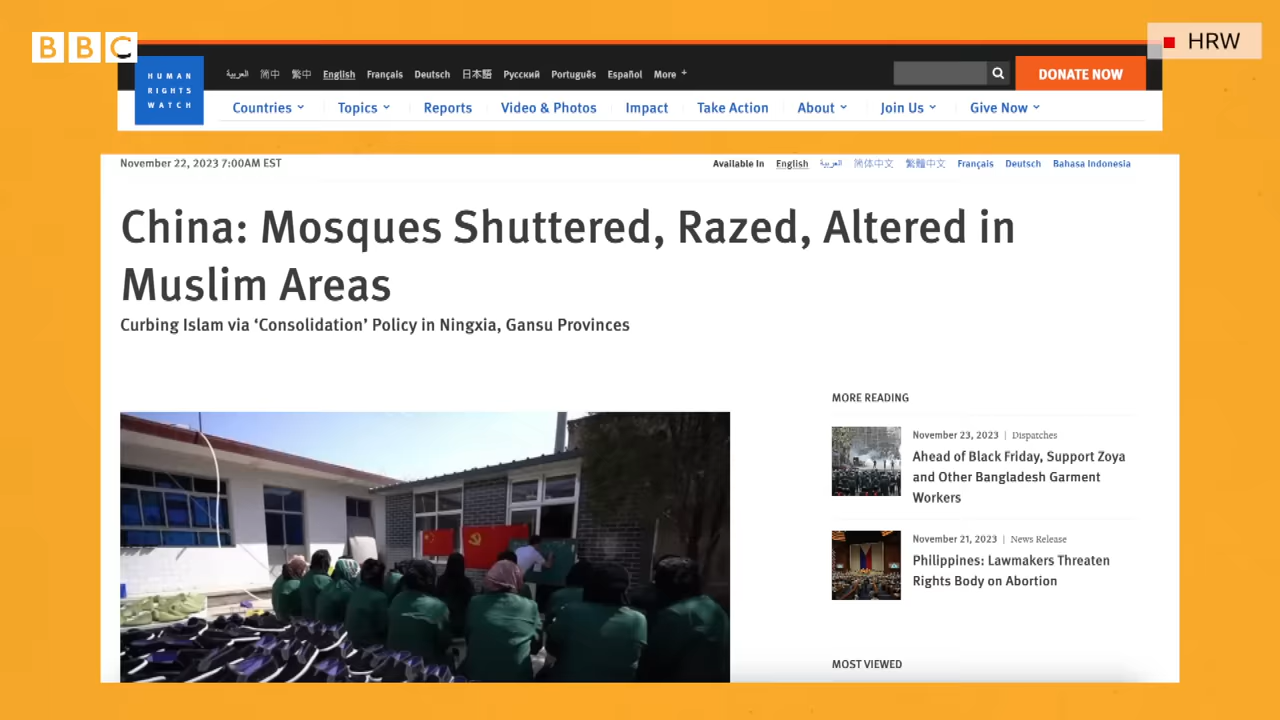 BBC
HRW
HUMAN
RIGHTS
WATCH
العربية 简中 繁中 English Français Deutsch 日本語 Русский Português Español More +
DONATE NOW
Countries Topics Reports Video & Photos Impact Take Action About Join Us Give Now
November 22, 2023 7:00AM EST
Available In English العربية 简体中文 繁體中文 Français Deutsch Bahasa Indonesia
China: Mosques Shuttered, Razed, Altered in
Muslim Areas
Curbing Islam via ‘Consolidation’ Policy in Ningxia, Gansu Provinces
MORE READING
November 23, 2023 | Dispatches
Ahead of Black Friday, Support Zoya
and Other Bangladesh Garment
Workers
November 21, 2023 | News Release
Philippines: Lawmakers Threaten
Rights Body on Abortion
MOST VIEWED